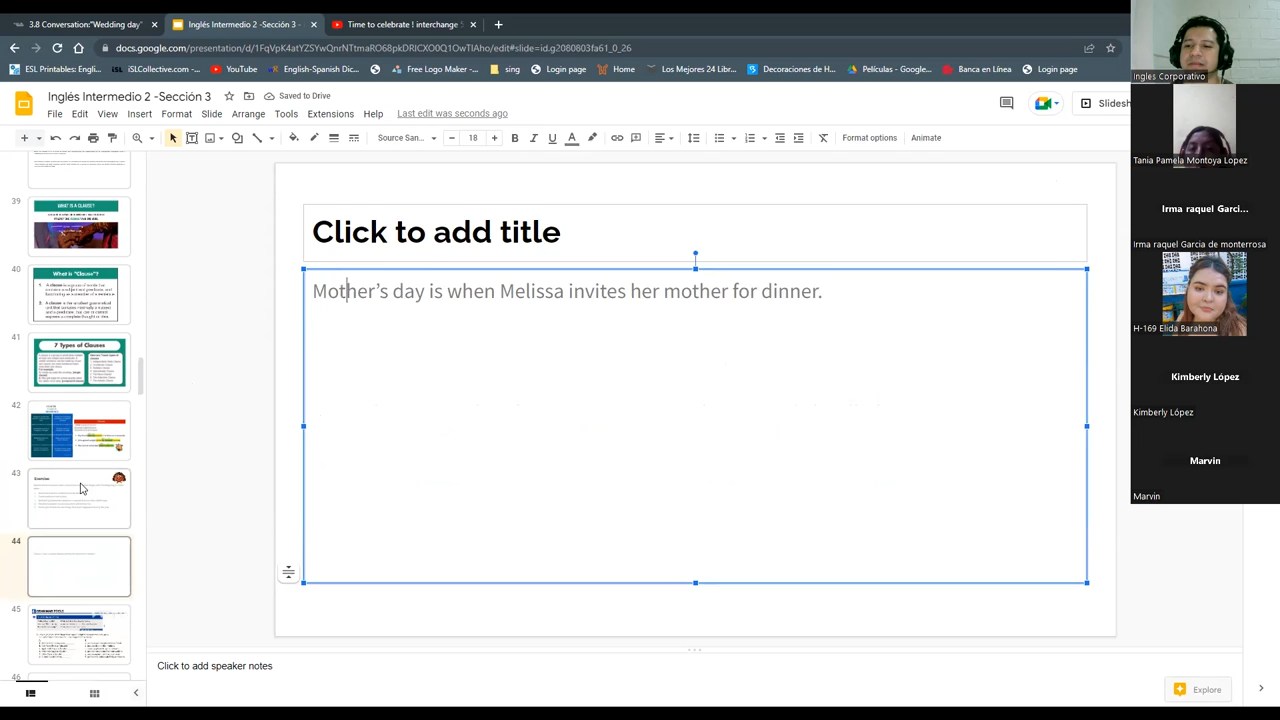 3.8 Conversation:"Wedding day"
Inglés Intermedio 2 -Sección 3 -
Time to celebrate ! interchange 5
docs.google.com/presentation/d/1FqVpK4atYZSYwQnrNTtmaRO68pkDRlCXO0Q1OwTIAho/edit#slide=id.g2080803fa61_0_26
ESL Printables: Engli...
iSLCollective.com -...
YouTube
English-Spanish Dic...
Free Logo Maker -...
sing
Login page
Home
Los Mejores 24 Libr...
Decoraciones de H...
Películas - Google...
Banca en Línea
Login page
Inglés Intermedio 2 -Sección 3
Saved to Drive
File Edit View Insert Format Slide Arrange Tools Extensions Help Last edit was seconds ago
Slidesh
Source San...
18
Format options
Animate
39
WHAT IS A CLAUSE?
40
What is "Clause"?
41
7 Types of Clauses
42
43
Exercise
44
45
46
Click to add title
Mother's day is when melissa invites her mother for dinner.
Click to add speaker notes
Explore
Ingles Corporativo
Tania Pamela Montoya Lopez
Irma raquel Garci...
Irma raquel Garcia de monterrosa
H-169 Elida Barahona
Kimberly López
Kimberly López
Marvin
Marvin